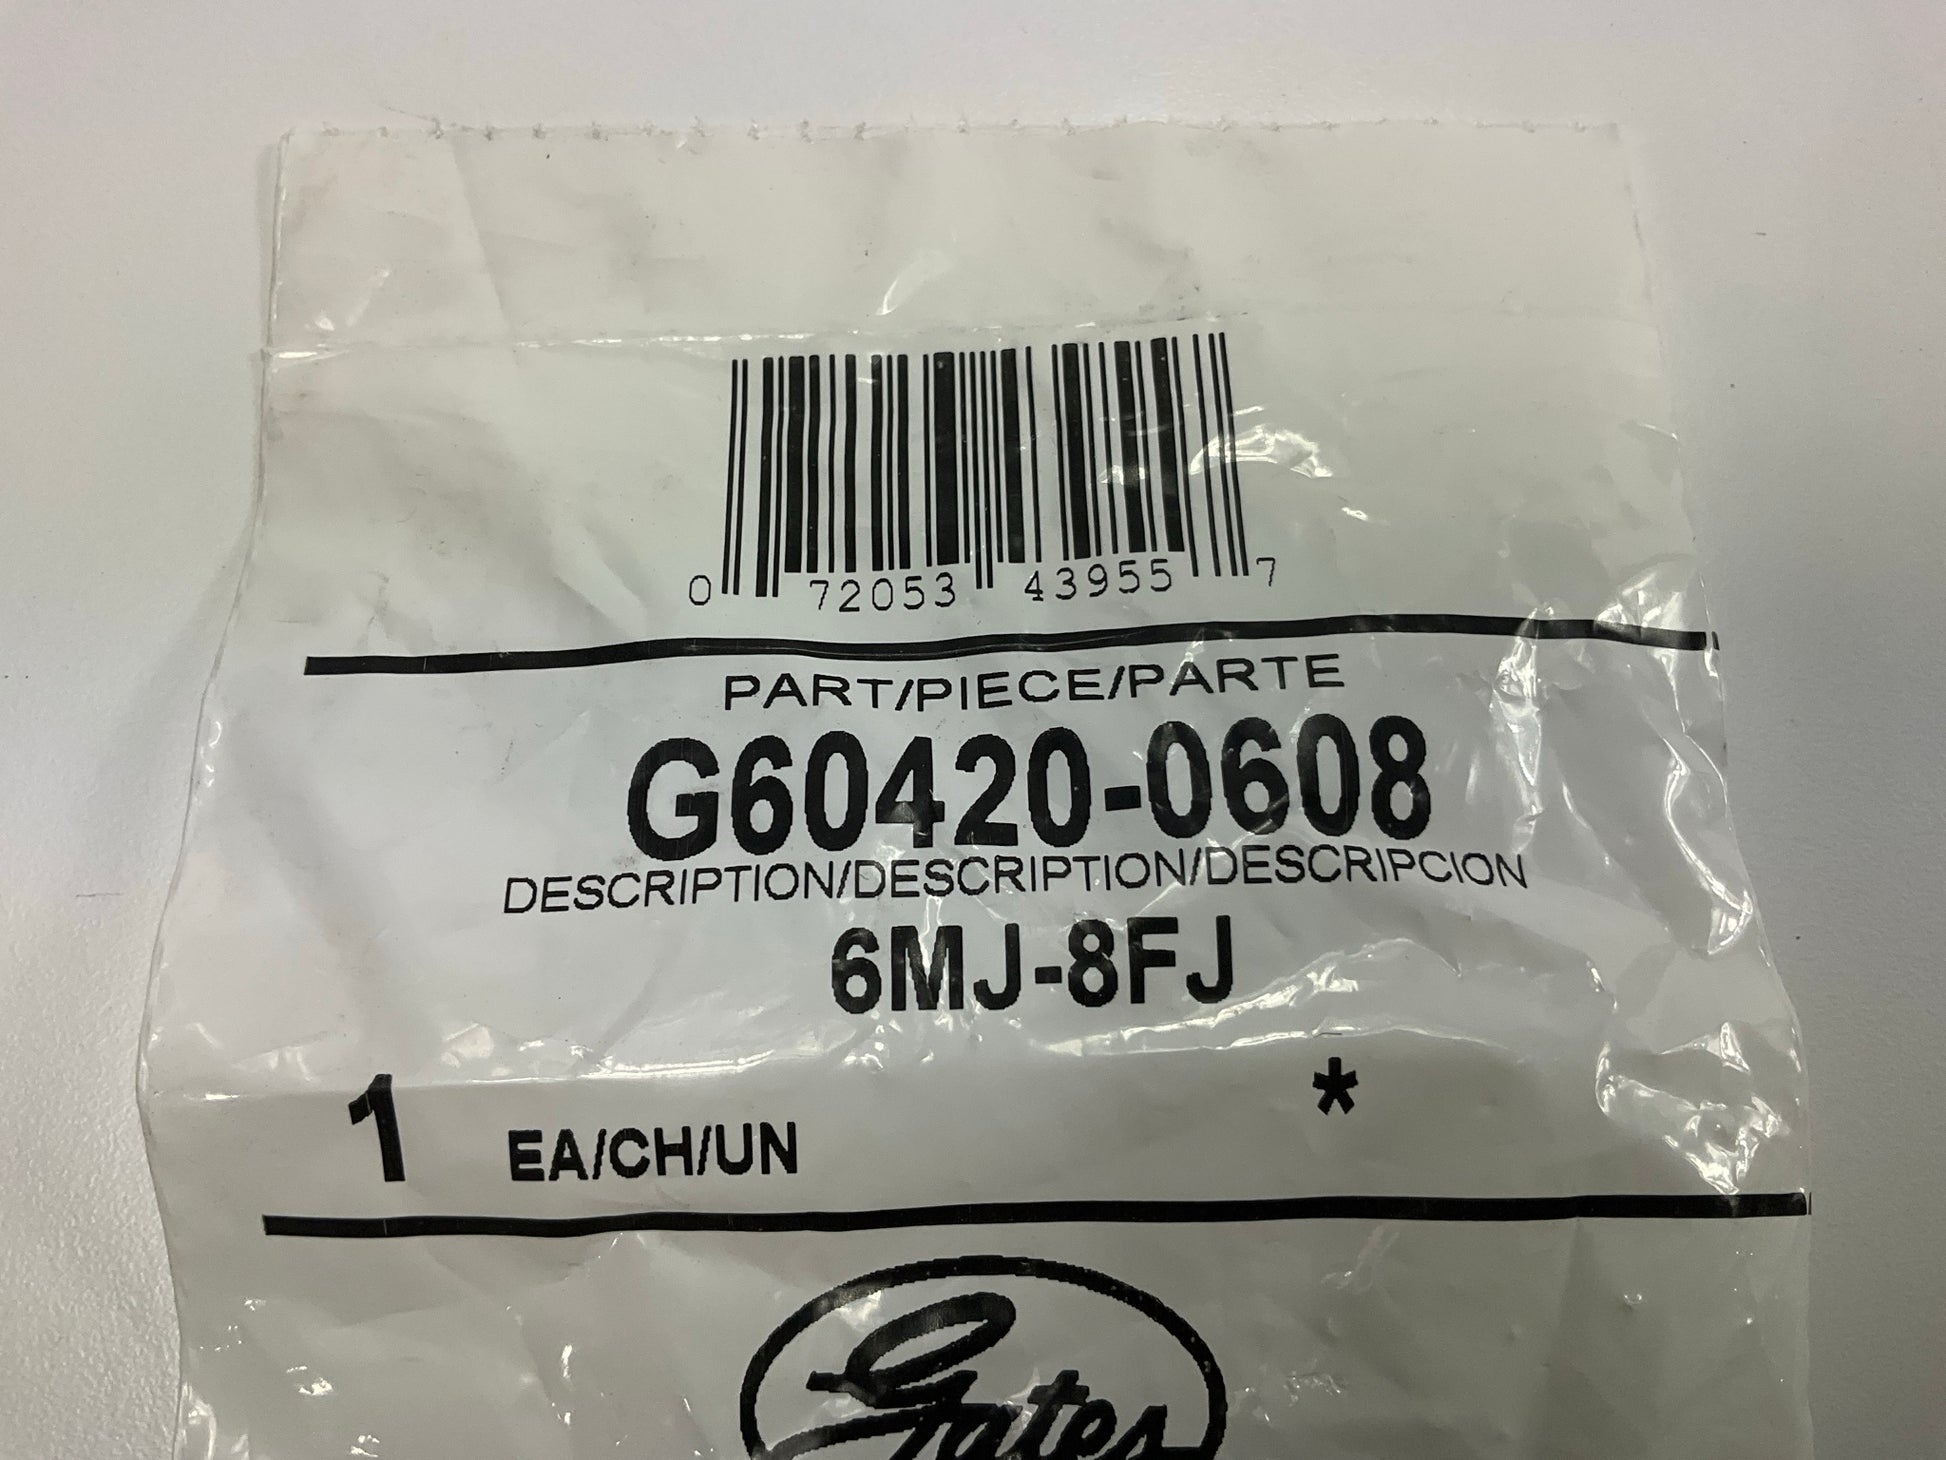 0 72053 43955 7
PART/PIECE/PARTE
G60420-0608
DESCRIPTION/DESCRIPTION/DESCRIPCION
6MJ-8FJ
*
1 EA/CH/UN
Gates